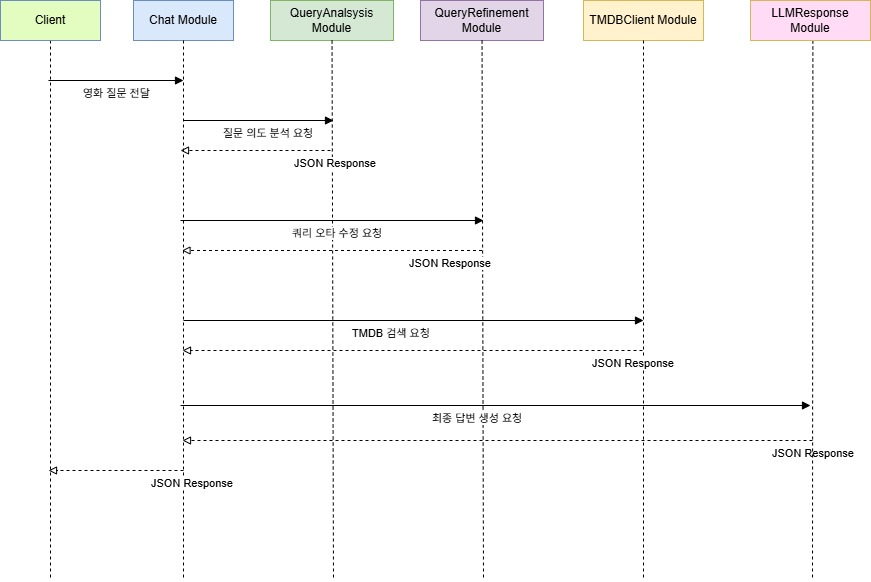 Client
Chat Module
QueryAnalsysis
Module
QueryRefinement
Module
TMDBClient Module
LLMResponse
Module
영화 질문 전달
질문 의도 분석 요청
JSON Response
쿼리 오타 수정 요청
JSON Response
TMDB 검색 요청
JSON Response
최종 답변 생성 요청
JSON Response
JSON Response